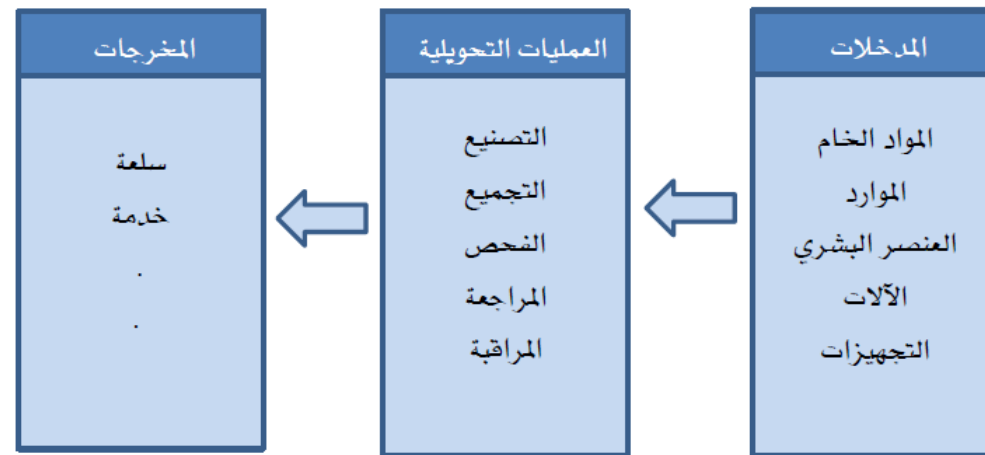 المدخلات
المواد الخام
الموارد
العنصر البشري
الآلات
التجهيزات
العمليات التحويلية
التصنيع
التجميع
الفحص
المراجعة
المراقبة
المخرجات
سلعة
خدمة
.
.